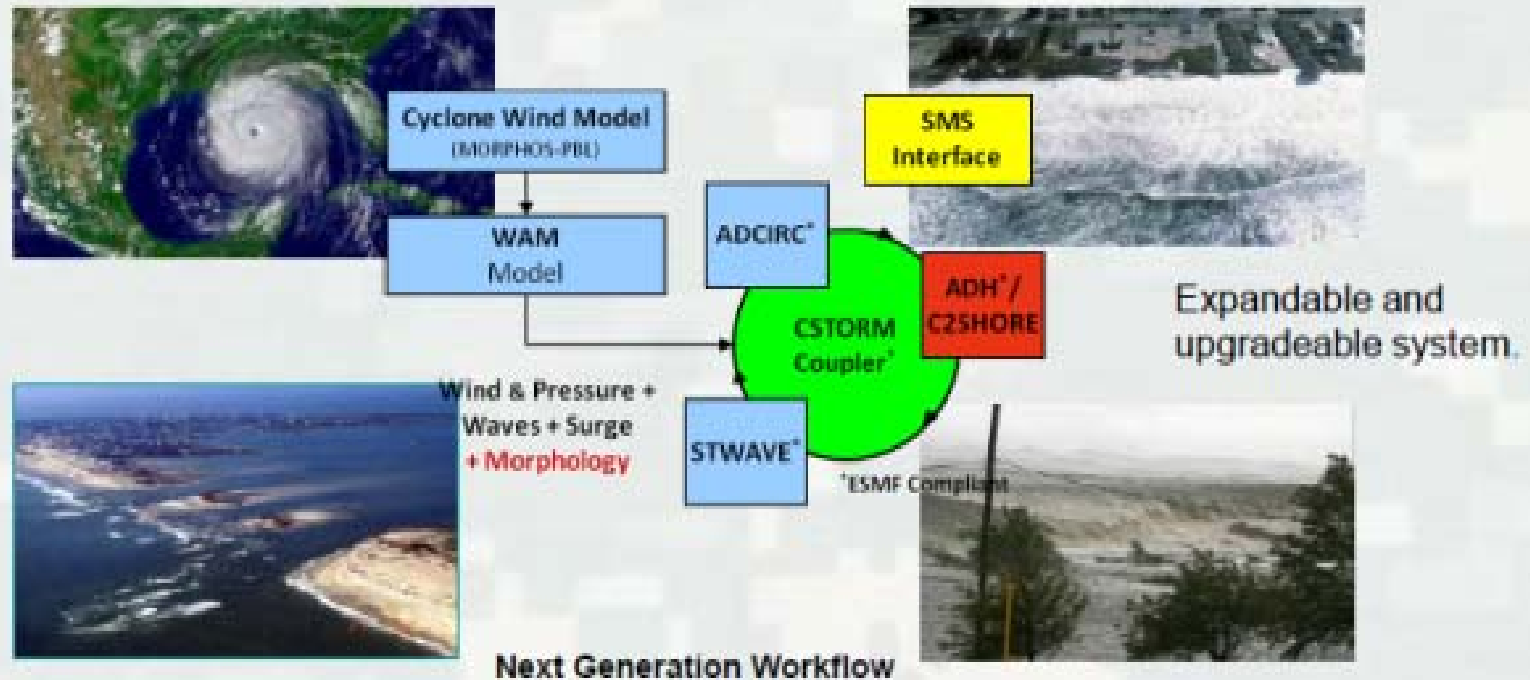 Cyclone Wind Model
(MORPHOS-PBL)
WAM
Model
SMS
Interface
ADCIRC*
ADH*/
C2SHORE
CSTORM
Coupler*
STWAVE*
*ESMF Compliant
Expandable and
upgradeable system.
Wind & Pressure +
Waves + Surge
+ Morphology
Next Generation Workflow